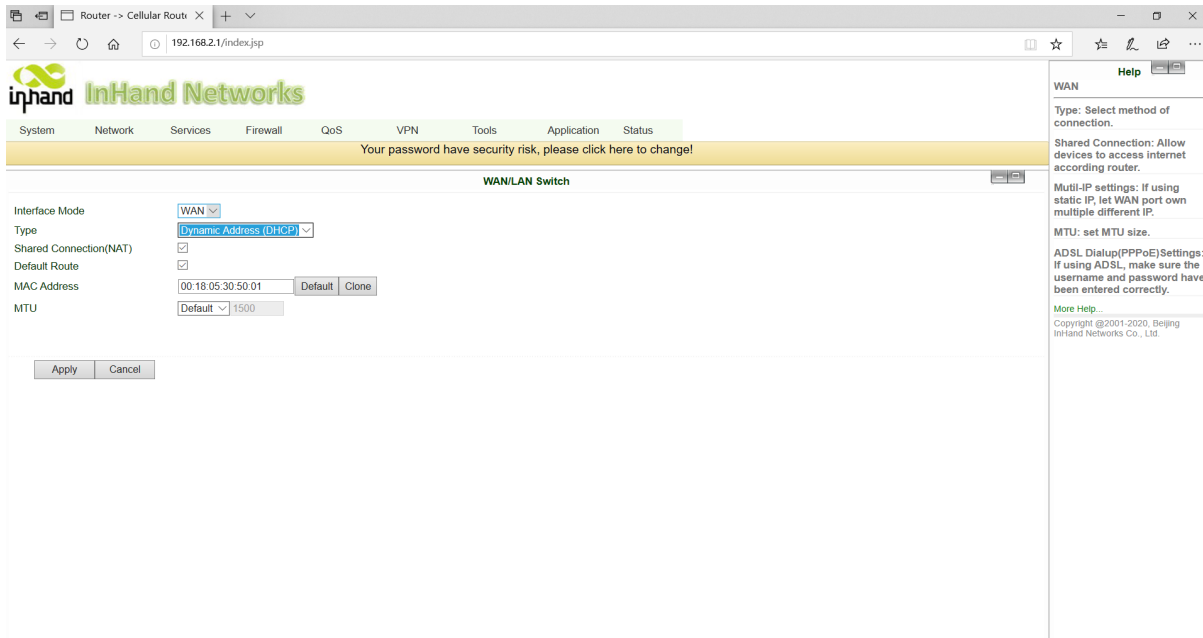 Router -> Cellular Route
192.168.2.1/index.jsp
inhand InHand Networks
System Network Services Firewall QoS VPN Tools Application Status
Your password have security risk, please click here to change!
WAN/LAN Switch
Interface Mode WAN
Type Dynamic Address (DHCP)
Shared Connection(NAT)
Default Route
MAC Address 00:18:05:30:50:01 Default Clone
MTU Default 1500
Apply Cancel
Help
WAN
Type: Select method of
connection.
Shared Connection: Allow
devices to access internet
according router.
Mutil-IP settings: If using
static IP, let WAN port own
multiple different IP.
MTU: set MTU size.
ADSL Dialup(PPPoE)Settings:
If using ADSL, make sure the
username and password have
been entered correctly.
More Help...
Copyright @2001-2020, Beijing
InHand Networks Co., Ltd.